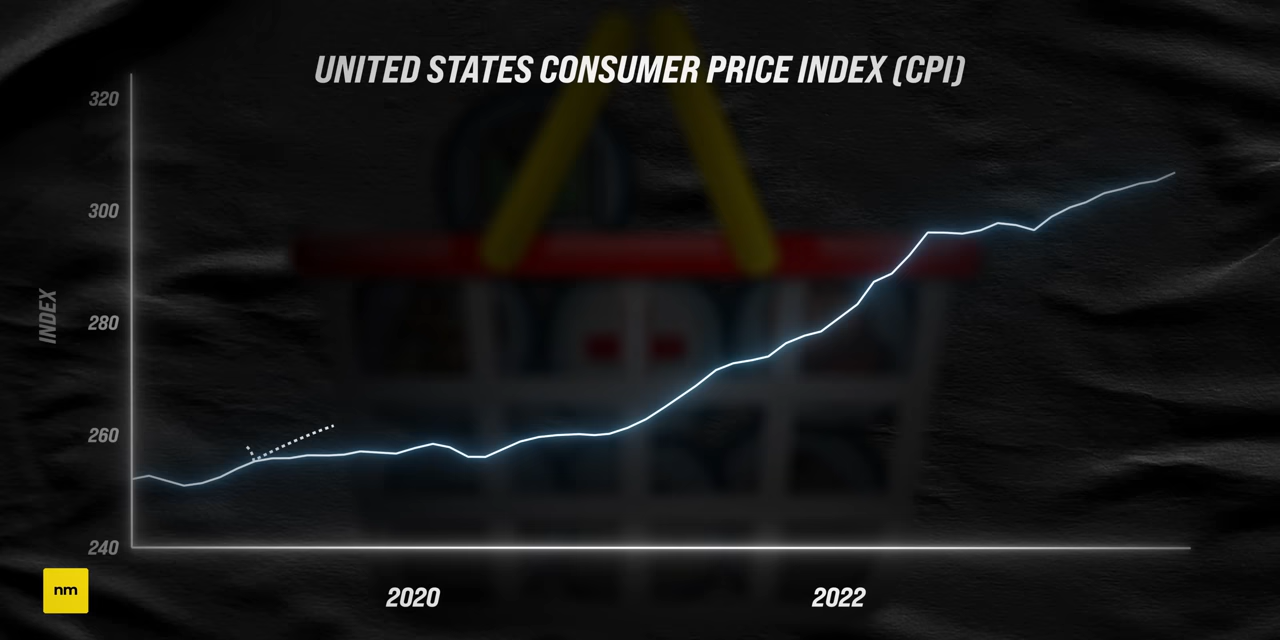 UNITED STATES CONSUMER PRICE INDEX (CPI)
320
300
INDEX
280
260
240
nm
2020
2022